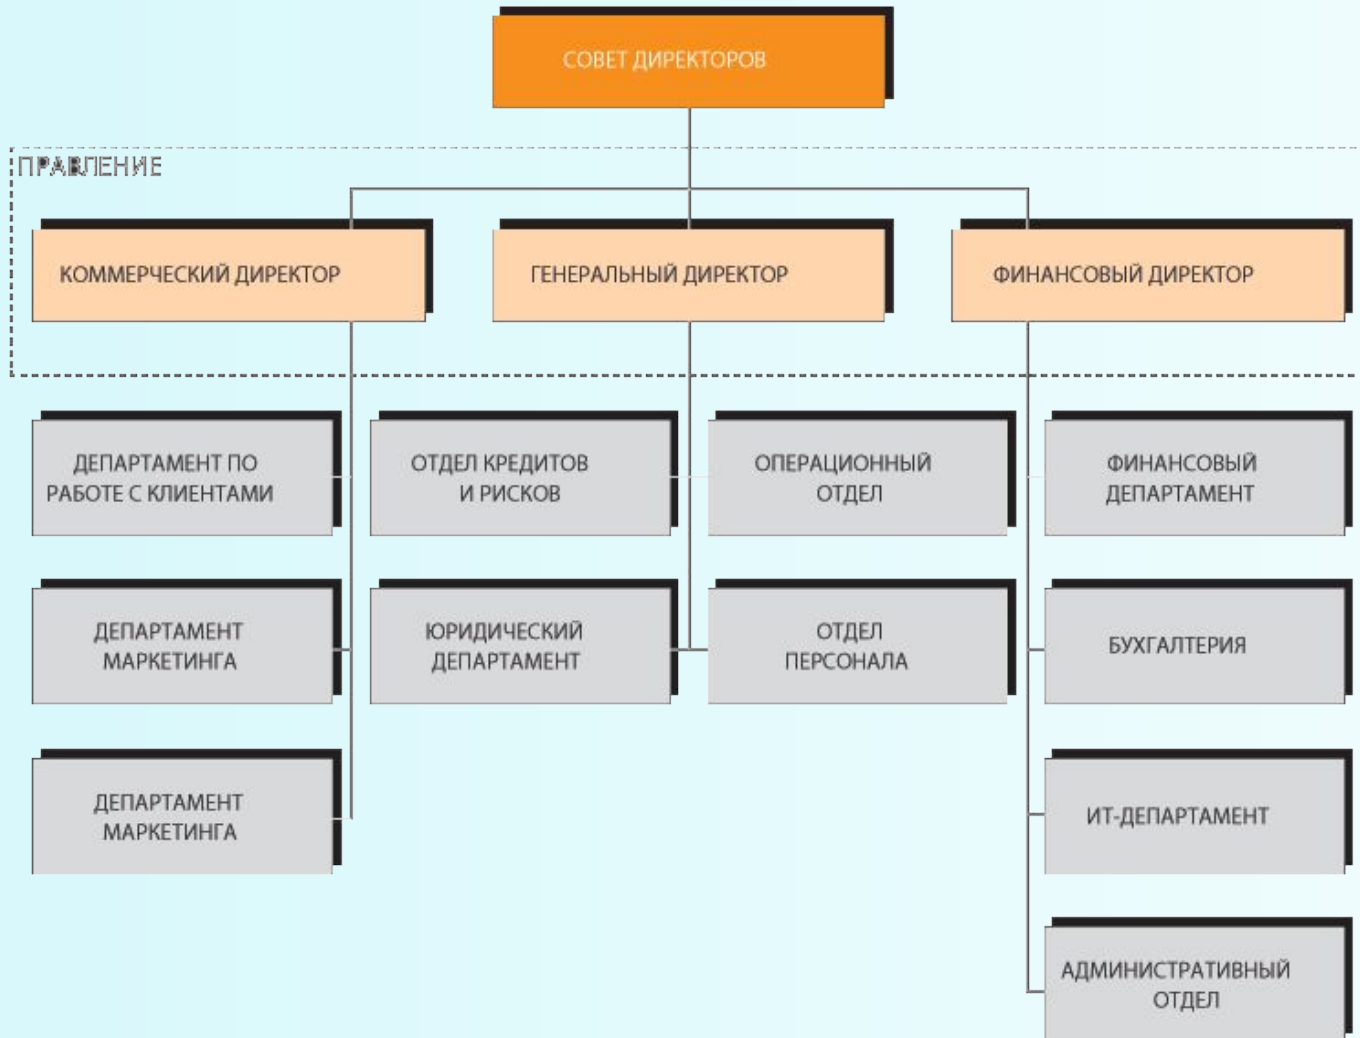 СОВЕТ ДИРЕКТОРОВ
ПРАВЛЕНИЕ
КОММЕРЧЕСКИЙ ДИРЕКТОР
ГЕНЕРАЛЬНЫЙ ДИРЕКТОР
ФИНАНСОВЫЙ ДИРЕКТОР
ДЕПАРТАМЕНТ ПО
РАБОТЕ С КЛИЕНТАМИ
ОТДЕЛ КРЕДИТОВ
И РИСКОВ
ОПЕРАЦИОННЫЙ
ОТДЕЛ
ФИНАНСОВЫЙ
ДЕПАРТАМЕНТ
ДЕПАРТАМЕНТ
МАРКЕТИНГА
ЮРИДИЧЕСКИЙ
ДЕПАРТАМЕНТ
ОТДЕЛ
ПЕРСОНАЛА
БУХГАЛТЕРИЯ
ДЕПАРТАМЕНТ
МАРКЕТИНГА
ИТ-ДЕПАРТАМЕНТ
АДМИНИСТРАТИВНЫЙ
ОТДЕЛ